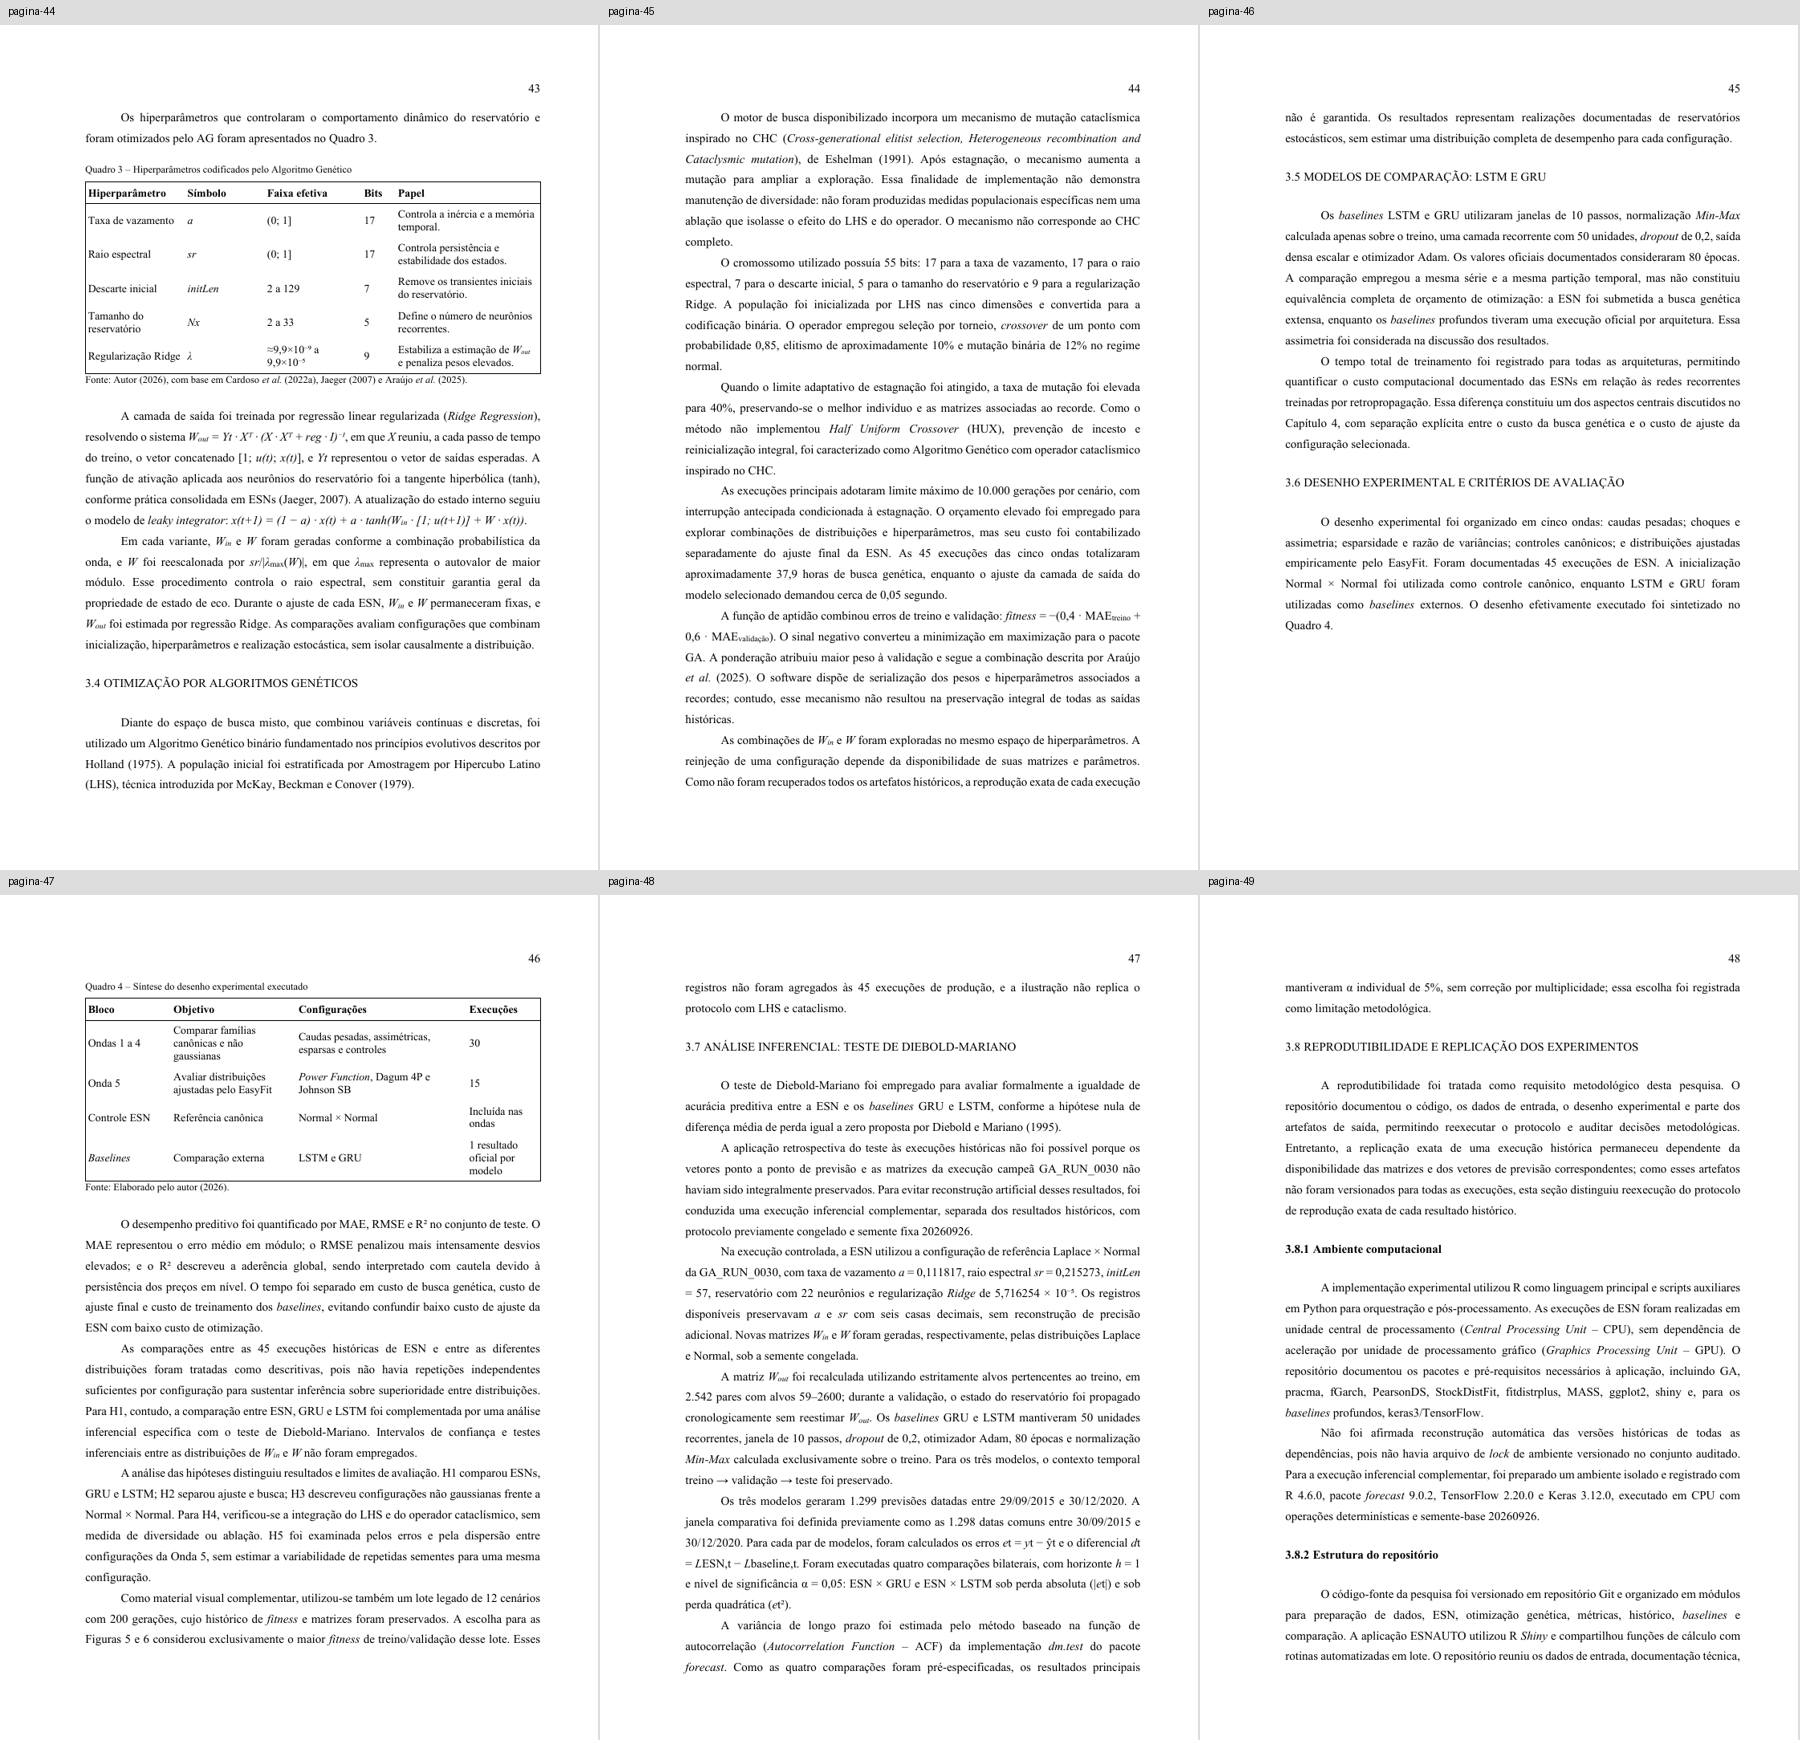 pagina-44
43
Os hiperparâmetros que controlaram o comportamento dinâmico do reservatório e
foram otimizados pelo AG foram apresentados no Quadro 3.
Quadro 3 – Hiperparâmetros codificados pelo Algoritmo Genético
Hiperparâmetro Símbolo Faixa efetiva Bits Papel
Taxa de vazamento a (0; 1] 17 Controla a inércia e a memória
temporal.
Raio espectral sr (0; 1] 17 Controla persistência e
estabilidade dos estados.
Descarte inicial initLen 2 a 129 7 Remove os transientes iniciais
do reservatório.
Tamanho do
reservatório Nx 2 a 33 5 Define o número de neurônios
recorrentes.
Regularização Ridge λ ≈9,9×10⁻⁹ a
9,9×10⁻⁵ 9 Estabiliza a estimação de Wout
e penaliza pesos elevados.
Fonte: Autor (2026), com base em Cardoso et al. (2022a), Jaeger (2007) e Araújo et al. (2025).
A camada de saída foi treinada por regressão linear regularizada (Ridge Regression),
resolvendo o sistema Wout = Yt · Xᵀ · (X · Xᵀ + reg · I)⁻¹, em que X reuniu, a cada passo de tempo
do treino, o vetor concatenado [1; u(t); x(t)], e Yt representou o vetor de saídas esperadas. A
função de ativação aplicada aos neurônios do reservatório foi a tangente hiperbólica (tanh),
conforme prática consolidada em ESNs (Jaeger, 2007). A atualização do estado interno seguiu
o modelo de leaky integrator: x(t+1) = (1 − a) · x(t) + a · tanh(Win · [1; u(t+1)] + W · x(t)).
Em cada variante, Win e W foram geradas conforme a combinação probabilística da
onda, e W foi reescalonada por sr/|λmax(W)|, em que λmax representa o autovalor de maior
módulo. Esse procedimento controla o raio espectral, sem constituir garantia geral da
propriedade de estado de eco. Durante o ajuste de cada ESN, Win e W permaneceram fixas, e
Wout foi estimada por regressão Ridge. As comparações avaliam configurações que combinam
inicialização, hiperparâmetros e realização estocástica, sem isolar causalmente a distribuição.
3.4 OTIMIZAÇÃO POR ALGORITMOS GENÉTICOS
Diante do espaço de busca misto, que combinou variáveis contínuas e discretas, foi
utilizado um Algoritmo Genético binário fundamentado nos princípios evolutivos descritos por
Holland (1975). A população inicial foi estratificada por Amostragem por Hipercubo Latino
(LHS), técnica introduzida por McKay, Beckman e Conover (1979).
pagina-45
44
O motor de busca disponibilizado incorpora um mecanismo de mutação cataclísmica
inspirado no CHC (Cross-generational elitist selection, Heterogeneous recombination and
Cataclysmic mutation), de Eshelman (1991). Após estagnação, o mecanismo aumenta a
mutação para ampliar a exploração. Essa finalidade de implementação não demonstra
manutenção de diversidade: não foram produzidas medidas populacionais específicas nem uma
ablação que isolasse o efeito do LHS e do operador. O mecanismo não corresponde ao CHC
completo.
O cromossomo utilizado possuía 55 bits: 17 para a taxa de vazamento, 17 para o raio
espectral, 7 para o descarte inicial, 5 para o tamanho do reservatório e 9 para a regularização
Ridge. A população foi inicializada por LHS nas cinco dimensões e convertida para a
codificação binária. O operador empregou seleção por torneio, crossover de um ponto com
probabilidade 0,85, elitismo de aproximadamente 10% e mutação binária de 12% no regime
normal.
Quando o limite adaptativo de estagnação foi atingido, a taxa de mutação foi elevada
para 40%, preservando-se o melhor indivíduo e as matrizes associadas ao recorde. Como o
método não implementou Half Uniform Crossover (HUX), prevenção de incesto e
reinicialização integral, foi caracterizado como Algoritmo Genético com operador cataclísmico
inspirado no CHC.
As execuções principais adotaram limite máximo de 10.000 gerações por cenário, com
interrupção antecipada condicionada à estagnação. O orçamento elevado foi empregado para
explorar combinações de distribuições e hiperparâmetros, mas seu custo foi contabilizado
separadamente do ajuste final da ESN. As 45 execuções das cinco ondas totalizaram
aproximadamente 37,9 horas de busca genética, enquanto o ajuste da camada de saída do
modelo selecionado demandou cerca de 0,05 segundo.
A função de aptidão combinou erros de treino e validação: fitness = −(0,4 · MAEtreino +
0,6 · MAEvalidação). O sinal negativo converteu a minimização em maximização para o pacote
GA. A ponderação atribuiu maior peso à validação e segue a combinação descrita por Araújo
et al. (2025). O software dispõe de serialização dos pesos e hiperparâmetros associados a
recordes; contudo, esse mecanismo não resultou na preservação integral de todas as saídas
históricas.
As combinações de Win e W foram exploradas no mesmo espaço de hiperparâmetros. A
reinjeção de uma configuração depende da disponibilidade de suas matrizes e parâmetros.
Como não foram recuperados todos os artefatos históricos, a reprodução exata de cada execução
pagina-46
45
não é garantida. Os resultados representam realizações documentadas de reservatórios
estocásticos, sem estimar uma distribuição completa de desempenho para cada configuração.
3.5 MODELOS DE COMPARAÇÃO: LSTM E GRU
Os baselines LSTM e GRU utilizaram janelas de 10 passos, normalização Min-Max
calculada apenas sobre o treino, uma camada recorrente com 50 unidades, dropout de 0,2, saída
densa escalar e otimizador Adam. Os valores oficiais documentados consideraram 80 épocas.
A comparação empregou a mesma série e a mesma partição temporal, mas não constituiu
equivalência completa de orçamento de otimização: a ESN foi submetida a busca genética
extensa, enquanto os baselines profundos tiveram uma execução oficial por arquitetura. Essa
assimetria foi considerada na discussão dos resultados.
O tempo total de treinamento foi registrado para todas as arquiteturas, permitindo
quantificar o custo computacional documentado das ESNs em relação às redes recorrentes
treinadas por retropropagação. Essa diferença constituiu um dos aspectos centrais discutidos no
Capítulo 4, com separação explícita entre o custo da busca genética e o custo de ajuste da
configuração selecionada.
3.6 DESENHO EXPERIMENTAL E CRITÉRIOS DE AVALIAÇÃO
O desenho experimental foi organizado em cinco ondas: caudas pesadas; choques e
assimetria; esparsidade e razão de variâncias; controles canônicos; e distribuições ajustadas
empiricamente pelo EasyFit. Foram documentadas 45 execuções de ESN. A inicialização
Normal × Normal foi utilizada como controle canônico, enquanto LSTM e GRU foram
utilizadas como baselines externos. O desenho efetivamente executado foi sintetizado no
Quadro 4.
pagina-47
46
Quadro 4 – Síntese do desenho experimental executado
Bloco Objetivo Configurações Execuções
Ondas 1 a 4 Comparar famílias
canônicas e não
gaussianas Caudas pesadas, assimétricas,
esparsas e controles 30
Onda 5 Avaliar distribuições
ajustadas pelo EasyFit Power Function, Dagum 4P e
Johnson SB 15
Controle ESN Referência canônica Normal × Normal Incluída nas
ondas
Baselines Comparação externa LSTM e GRU 1 resultado
oficial por
modelo
Fonte: Elaborado pelo autor (2026).
O desempenho preditivo foi quantificado por MAE, RMSE e R² no conjunto de teste. O
MAE representou o erro médio em módulo; o RMSE penalizou mais intensamente desvios
elevados; e o R² descreveu a aderência global, sendo interpretado com cautela devido à
persistência dos preços em nível. O tempo foi separado em custo de busca genética, custo de
ajuste final e custo de treinamento dos baselines, evitando confundir baixo custo de ajuste da
ESN com baixo custo de otimização.
As comparações entre as 45 execuções históricas de ESN e entre as diferentes
distribuições foram tratadas como descritivas, pois não havia repetições independentes
suficientes por configuração para sustentar inferência sobre superioridade entre distribuições.
Para H1, contudo, a comparação entre ESN, GRU e LSTM foi complementada por uma análise
inferencial específica com o teste de Diebold-Mariano. Intervalos de confiança e testes
inferenciais entre as distribuições de Win e W não foram empregados.
A análise das hipóteses distinguiu resultados e limites de avaliação. H1 comparou ESNs,
GRU e LSTM; H2 separou ajuste e busca; H3 descreveu configurações não gaussianas frente a
Normal × Normal. Para H4, verificou-se a integração do LHS e do operador cataclísmico, sem
medida de diversidade ou ablação. H5 foi examinada pelos erros e pela dispersão entre
configurações da Onda 5, sem estimar a variabilidade de repetidas sementes para uma mesma
configuração.
Como material visual complementar, utilizou-se também um lote legado de 12 cenários
com 200 gerações, cujo histórico de fitness e matrizes foram preservados. A escolha para as
Figuras 5 e 6 considerou exclusivamente o maior fitness de treino/validação desse lote. Esses
pagina-48
47
registros não foram agregados às 45 execuções de produção, e a ilustração não replica o
protocolo com LHS e cataclismo.
3.7 ANÁLISE INFERENCIAL: TESTE DE DIEBOLD-MARIANO
O teste de Diebold-Mariano foi empregado para avaliar formalmente a igualdade de
acurácia preditiva entre a ESN e os baselines GRU e LSTM, conforme a hipótese nula de
diferença média de perda igual a zero proposta por Diebold e Mariano (1995).
A aplicação retrospectiva do teste às execuções históricas não foi possível porque os
vetores ponto a ponto de previsão e as matrizes da execução campeã GA_RUN_0030 não
haviam sido integralmente preservados. Para evitar reconstrução artificial desses resultados, foi
conduzida uma execução inferencial complementar, separada dos resultados históricos, com
protocolo previamente congelado e semente fixa 20260926.
Na execução controlada, a ESN utilizou a configuração de referência Laplace × Normal
da GA_RUN_0030, com taxa de vazamento a = 0,111817, raio espectral sr = 0,215273, initLen
= 57, reservatório com 22 neurônios e regularização Ridge de 5,716254 × 10⁻⁵. Os registros
disponíveis preservavam a e sr com seis casas decimais, sem reconstrução de precisão
adicional. Novas matrizes Win e W foram geradas, respectivamente, pelas distribuições Laplace
e Normal, sob a semente congelada.
A matriz Wout foi recalculada utilizando estritamente alvos pertencentes ao treino, em
2.542 pares com alvos 59–2600; durante a validação, o estado do reservatório foi propagado
cronologicamente sem reestimar Wout. Os baselines GRU e LSTM mantiveram 50 unidades
recorrentes, janela de 10 passos, dropout de 0,2, otimizador Adam, 80 épocas e normalização
Min-Max calculada exclusivamente sobre o treino. Para os três modelos, o contexto temporal
treino → validação → teste foi preservado.
Os três modelos geraram 1.299 previsões datadas entre 29/09/2015 e 30/12/2020. A
janela comparativa foi definida previamente como as 1.298 datas comuns entre 30/09/2015 e
30/12/2020. Para cada par de modelos, foram calculados os erros et = yt − ŷt e o diferencial dt
= LESN,t − Lbaseline,t. Foram executadas quatro comparações bilaterais, com horizonte h = 1
e nível de significância α = 0,05: ESN × GRU e ESN × LSTM sob perda absoluta (|et|) e sob
perda quadrática (et²).
A variância de longo prazo foi estimada pelo método baseado na função de
autocorrelação (Autocorrelation Function – ACF) da implementação dm.test do pacote
forecast. Como as quatro comparações foram pré-especificadas, os resultados principais
pagina-49
48
mantiveram α individual de 5%, sem correção por multiplicidade; essa escolha foi registrada
como limitação metodológica.
3.8 REPRODUTIBILIDADE E REPLICAÇÃO DOS EXPERIMENTOS
A reprodutibilidade foi tratada como requisito metodológico desta pesquisa. O
repositório documentou o código, os dados de entrada, o desenho experimental e parte dos
artefatos de saída, permitindo reexecutar o protocolo e auditar decisões metodológicas.
Entretanto, a replicação exata de uma execução histórica permaneceu dependente da
disponibilidade das matrizes e dos vetores de previsão correspondentes; como esses artefatos
não foram versionados para todas as execuções, esta seção distinguiu reexecução do protocolo
de reprodução exata de cada resultado histórico.
3.8.1 Ambiente computacional
A implementação experimental utilizou R como linguagem principal e scripts auxiliares
em Python para orquestração e pós-processamento. As execuções de ESN foram realizadas em
unidade central de processamento (Central Processing Unit – CPU), sem dependência de
aceleração por unidade de processamento gráfico (Graphics Processing Unit – GPU). O
repositório documentou os pacotes e pré-requisitos necessários à aplicação, incluindo GA,
pracma, fGarch, PearsonDS, StockDistFit, fitdistrplus, MASS, ggplot2, shiny e, para os
baselines profundos, keras3/TensorFlow.
Não foi afirmada reconstrução automática das versões históricas de todas as
dependências, pois não havia arquivo de lock de ambiente versionado no conjunto auditado.
Para a execução inferencial complementar, foi preparado um ambiente isolado e registrado com
R 4.6.0, pacote forecast 9.0.2, TensorFlow 2.20.0 e Keras 3.12.0, executado em CPU com
operações determinísticas e semente-base 20260926.
3.8.2 Estrutura do repositório
O código-fonte da pesquisa foi versionado em repositório Git e organizado em módulos
para preparação de dados, ESN, otimização genética, métricas, histórico, baselines e
comparação. A aplicação ESNAUTO utilizou R Shiny e compartilhou funções de cálculo com
rotinas automatizadas em lote. O repositório reuniu os dados de entrada, documentação técnica,